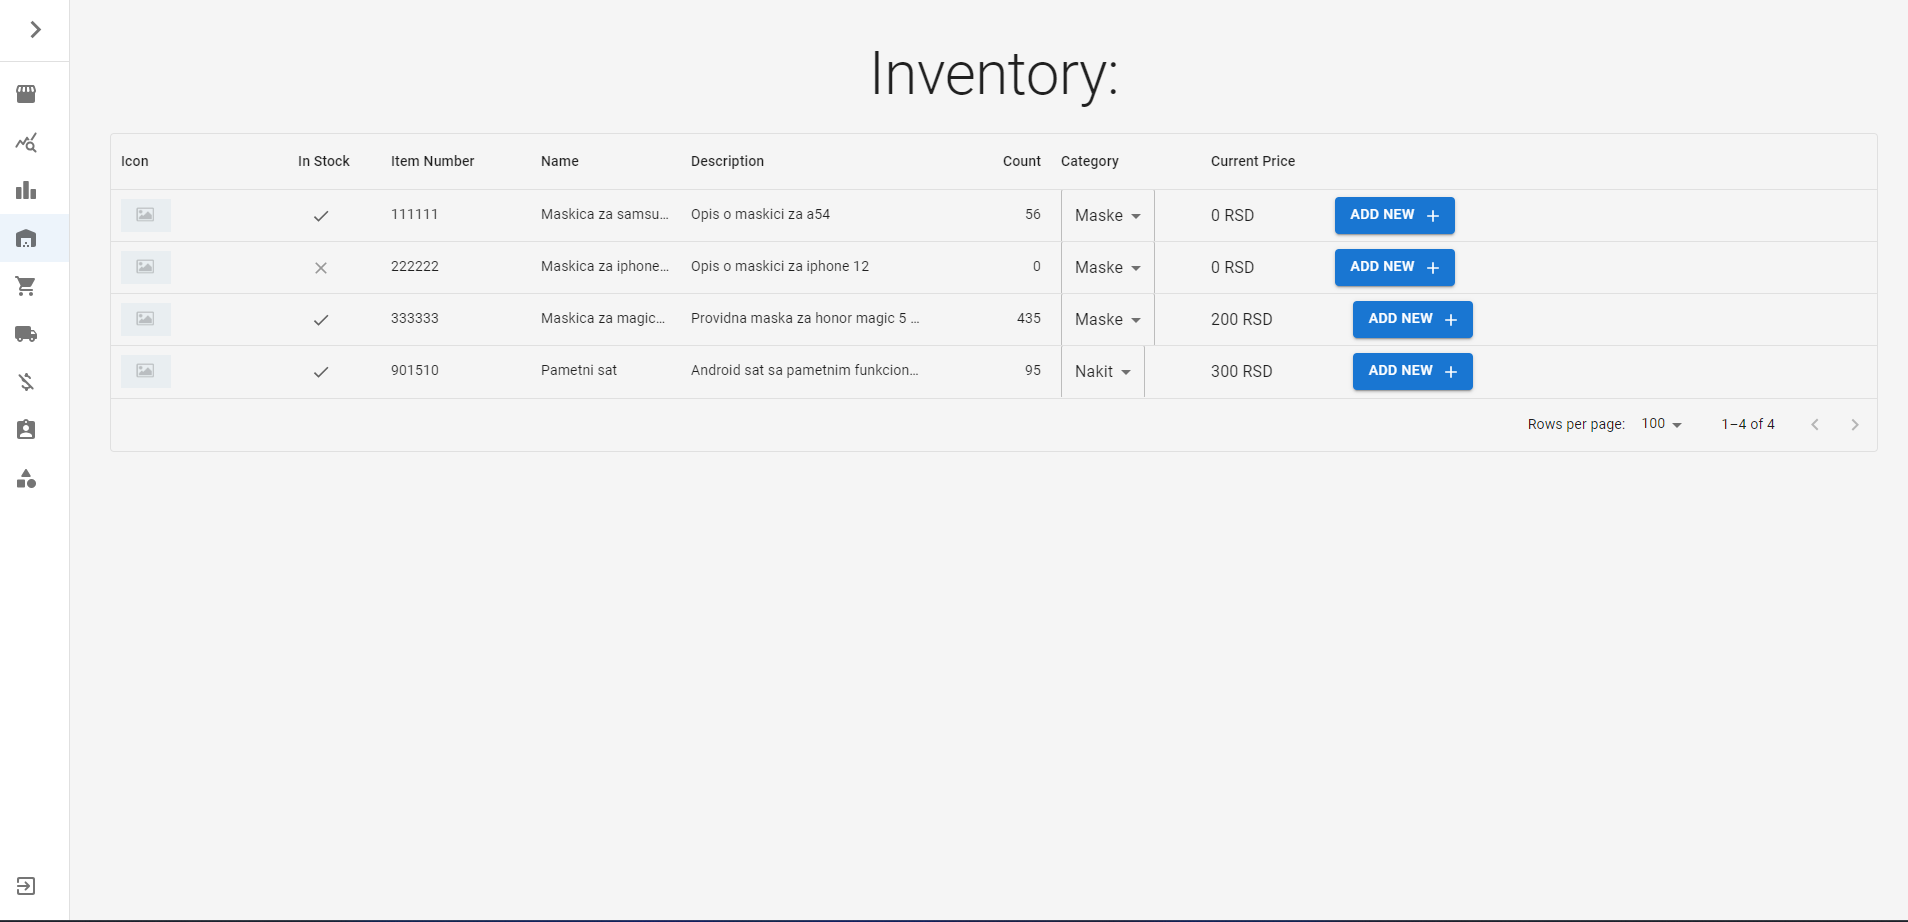 Inventory:
Icon In Stock Item Number Name Description Count Category Current Price
111111 Maskica za samsu... Opis o maskici za a54 56 Maske 0 RSD ADD NEW +
222222 Maskica za iphone... Opis o maskici za iphone 12 0 Maske 0 RSD ADD NEW +
333333 Maskica za magic... Providna maska za honor magic 5 ... 435 Maske 200 RSD ADD NEW +
901510 Pametni sat Android sat sa pametnim funkcion... 95 Nakit 300 RSD ADD NEW +
Rows per page: 100 1–4 of 4